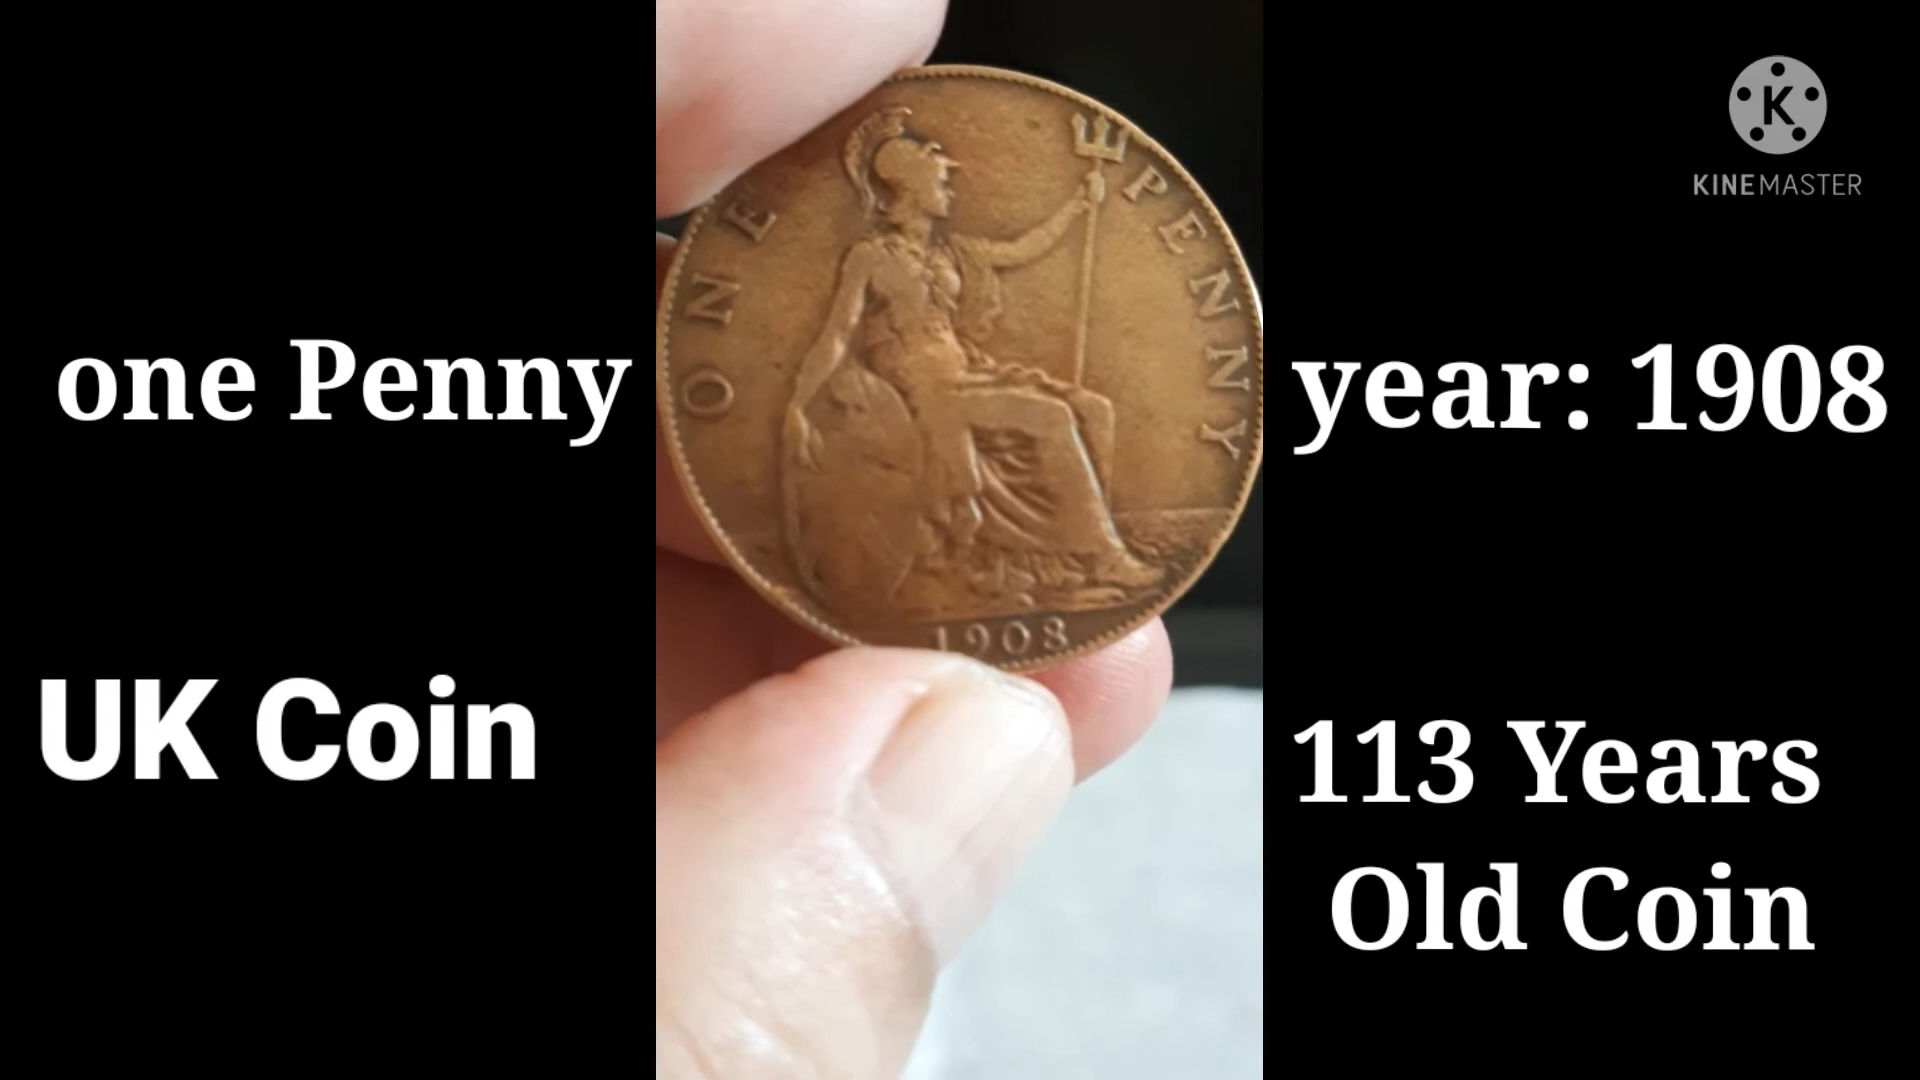 KINEMASTER
one Penny
year: 1908
ONE PENNY
1908
UK Coin
113 Years
Old Coin